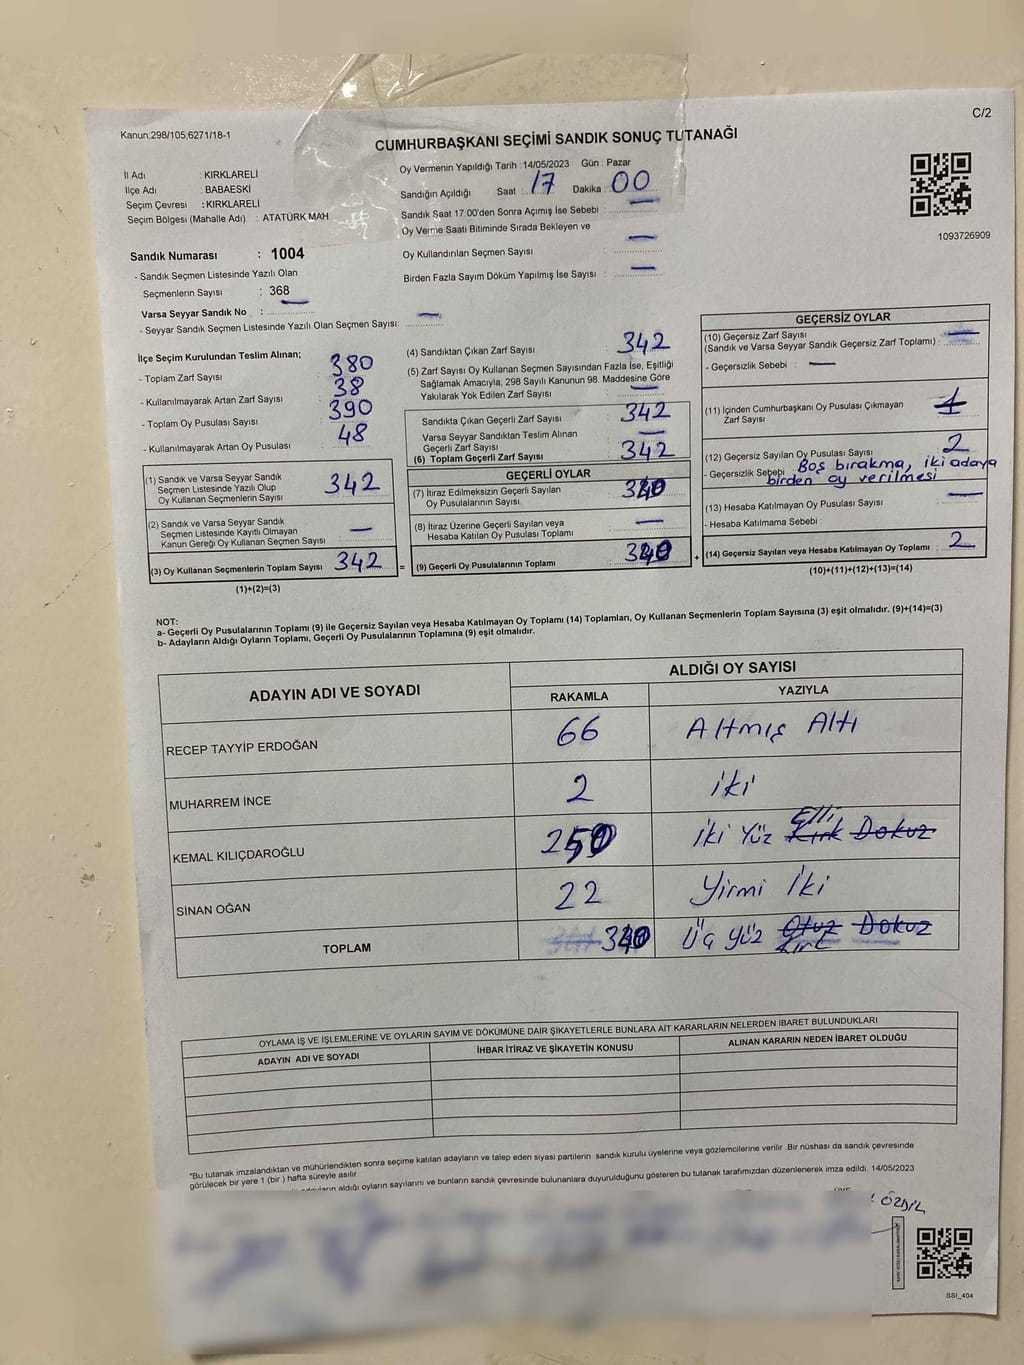 C/2
Kanun:298/105,6271/18-1
CUMHURBAŞKANI SEÇİMİ SANDIK SONUÇ TUTANAĞI
İl Adı : KIRKLARELİ
İlçe Adı : BABAESKİ
Seçim Çevresi : KIRKLARELİ
Seçim Bölgesi (Mahalle Adı) : ATATÜRK MAH
Oy Vermenin Yapıldığı Tarih : 14/05/2023 Gün : Pazar
Sandığın Açıldığı Saat : 17 Dakika : 00
Sandık Saat 17:00'den Sonra Açımış İse Sebebi : —
Oy Verme Saati Bitiminde Sırada Bekleyen ve
Oy Kullandırılan Seçmen Sayısı —
Birden Fazla Sayım Döküm Yapılmış İse Sayısı : —
1093726909
Sandık Numarası : 1004
- Sandık Seçmen Listesinde Yazılı Olan
Seçmenlerin Sayısı : 368
Varsa Seyyar Sandık No : —
- Seyyar Sandık Seçmen Listesinde Yazılı Olan Seçmen Sayısı: —
İlçe Seçim Kurulundan Teslim Alınan;
- Toplam Zarf Sayısı 380
- Kullanılmayarak Artan Zarf Sayısı 38
- Toplam Oy Pusulası Sayısı 390
- Kullanılmayarak Artan Oy Pusulası 48
(1) Sandık ve Varsa Seyyar Sandık
Seçmen Listesinde Yazılı Olup
Oy Kullanan Seçmenlerin Sayısı 342
(2) Sandık ve Varsa Seyyar Sandık
Seçmen Listesinde Kayıtlı Olmayan
Kanun Gereği Oy Kullanan Seçmen Sayısı : —
(3) Oy Kullanan Seçmenlerin Toplam Sayısı 342
(1)+(2)=(3)
=
(4) Sandıktan Çıkan Zarf Sayısı 342
(5) Zarf Sayısı Oy Kullanan Seçmen Sayısından Fazla İse, Eşitliği
Sağlamak Amacıyla, 298 Sayılı Kanunun 98. Maddesine Göre
Yakılarak Yok Edilen Zarf Sayısı : —
Sandıkta Çıkan Geçerli Zarf Sayısı 342
Varsa Seyyar Sandıktan Teslim Alınan
Geçerli Zarf Sayısı —
(6) Toplam Geçerli Zarf Sayısı 342
GEÇERLİ OYLAR
(7) İtiraz Edilmeksizin Geçerli Sayılan
Oy Pusulalarının Sayısı : 340
(8) İtiraz Üzerine Geçerli Sayılan veya
Hesaba Katılan Oy Pusulası Toplamı —
(9) Geçerli Oy Pusulalarının Toplamı : 340
+
GEÇERSİZ OYLAR
(10) Geçersiz Zarf Sayısı
(Sandık ve Varsa Seyyar Sandık Geçersiz Zarf Toplamı) : —
- Geçersizlik Sebebi : —
(11) İçinden Cumhurbaşkanı Oy Pusulası Çıkmayan
Zarf Sayısı 1
(12) Geçersiz Sayılan Oy Pusulası Sayısı 2
- Geçersizlik Sebebi Boş bırakma, iki adaya
birden oy verilmesi
(13) Hesaba Katılmayan Oy Pusulası Sayısı —
- Hesaba Katılmama Sebebi :
(14) Geçersiz Sayılan veya Hesaba Katılmayan Oy Toplamı : 2
(10)+(11)+(12)+(13)=(14)
NOT:
a- Geçerli Oy Pusulalarının Toplamı (9) ile Geçersiz Sayılan veya Hesaba Katılmayan Oy Toplamı (14) Toplamları, Oy Kullanan Seçmenlerin Toplam Sayısına (3) eşit olmalıdır. (9)+(14)=(3)
b- Adayların Aldığı Oyların Toplamı, Geçerli Oy Pusulalarının Toplamına (9) eşit olmalıdır.
ADAYIN ADI VE SOYADI ALDIĞI OY SAYISI
RAKAMLA YAZIYLA
RECEP TAYYİP ERDOĞAN 66 Altmış Altı
MUHARREM İNCE 2 iki
KEMAL KILIÇDAROĞLU 250 İki Yüz Kırk Dokuz Elli
SİNAN OĞAN 22 Yirmi İki
TOPLAM 340 Üç Yüz Otuz Dokuz Kırk
OYLAMA İŞ VE İŞLEMLERİNE VE OYLARIN SAYIM VE DÖKÜMÜNE DAİR ŞİKAYETLERLE BUNLARA AİT KARARLARIN NELERDEN İBARET BULUNDUKLARI
ADAYIN ADI VE SOYADI İHBAR İTİRAZ VE ŞİKAYETİN KONUSU ALINAN KARARIN NEDEN İBARET OLDUĞU
*Bu tutanak imzalandıktan ve mühürlendikten sonra seçime katılan adayların ve talep eden siyasi partilerin sandık kurulu üyelerine veya gözlemcilerine verilir. Bir nüshası da sandık çevresinde
görülecek bir yere 1 (bir) hafta süreyle asılır.
aldığı oyların sayılarını ve bunların sandık çevresinde bulunanlara duyurulduğunu gösteren bu tutanak tarafımızdan düzenlenerek imza edildi. 14/05/2023
ÖZDİL
SSI_404